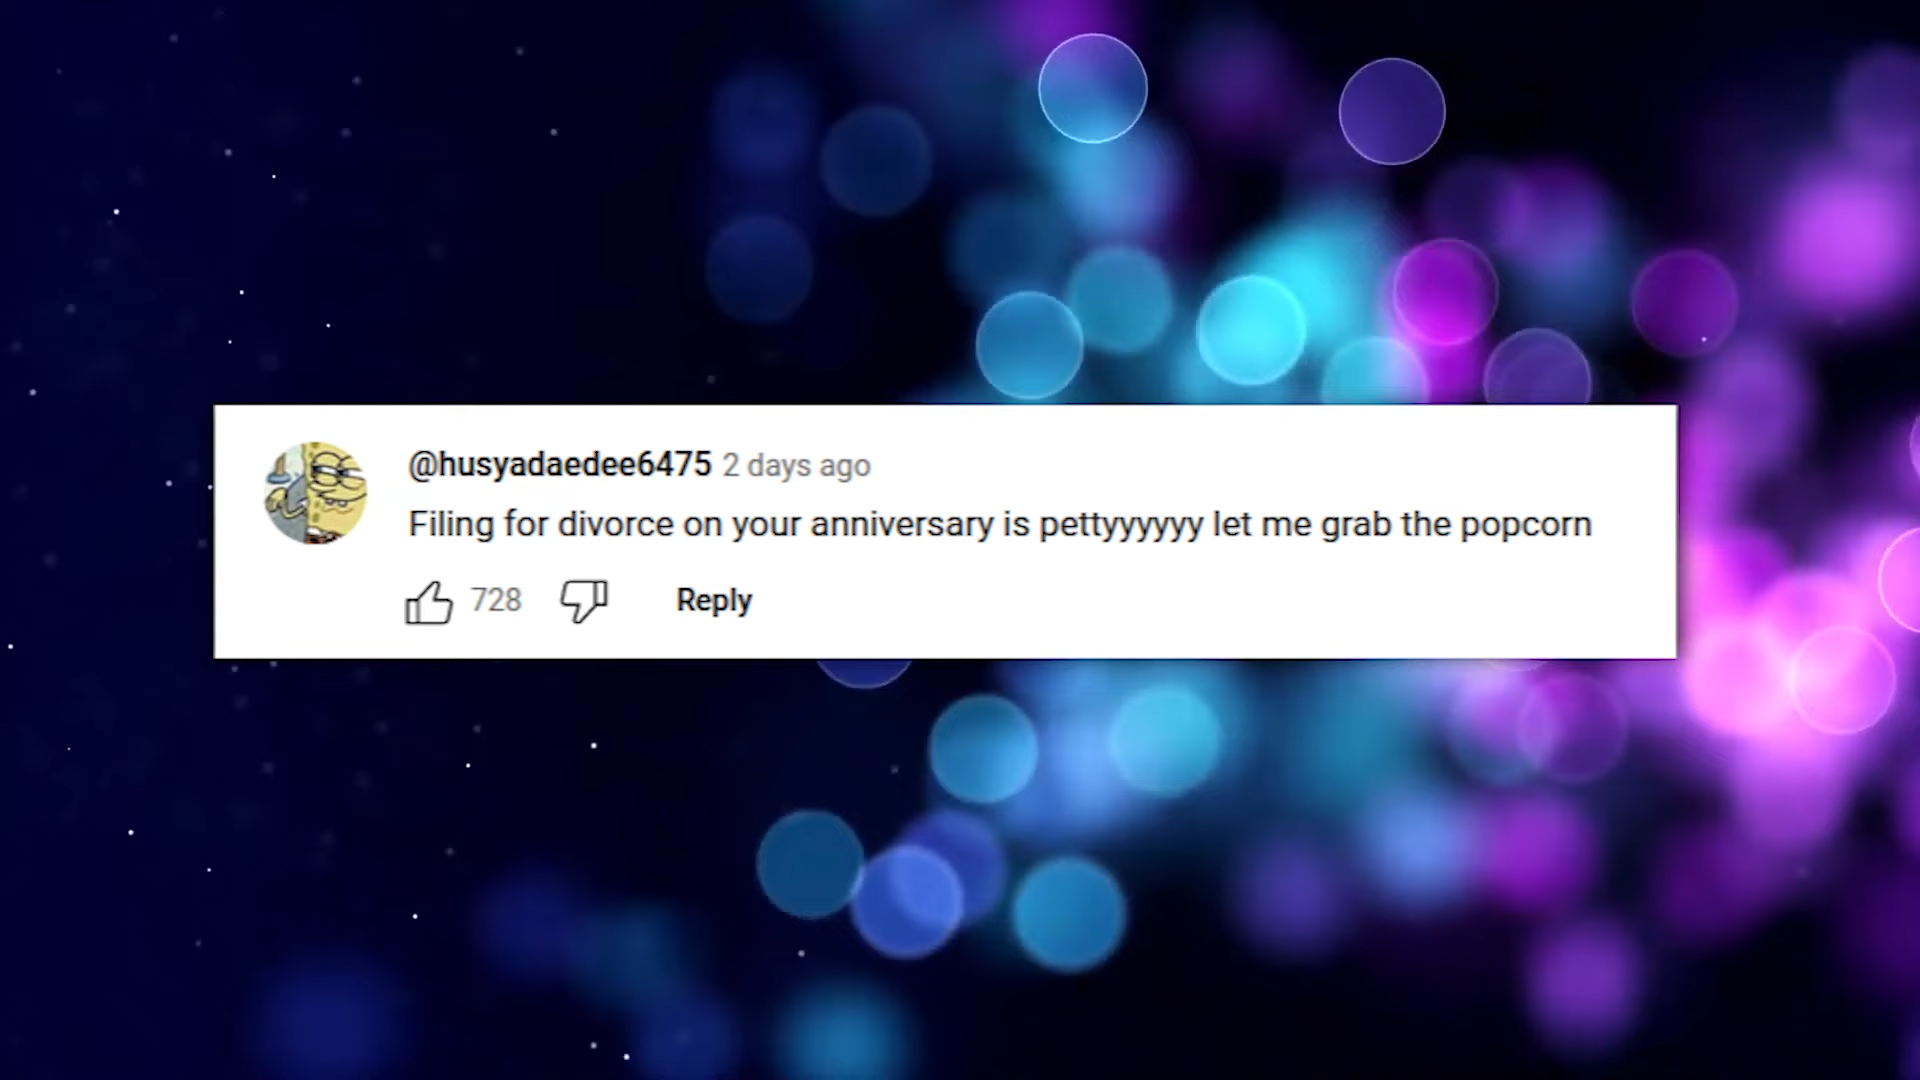 @husyadaedee6475 2 days ago
Filing for divorce on your anniversary is pettyyyyyy let me grab the popcorn
728 Reply